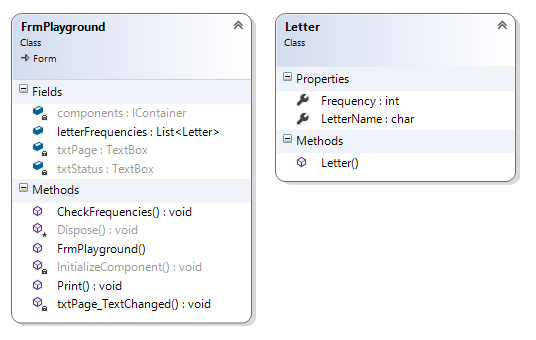 FrmPlayground
Class
Form
Fields
components : IContainer
letterFrequencies : List<Letter>
txtPage : TextBox
txtStatus : TextBox
Methods
CheckFrequencies() : void
Dispose() : void
FrmPlayground()
InitializeComponent() : void
Print() : void
txtPage_TextChanged() : void
Letter
Class
Properties
Frequency : int
LetterName : char
Methods
Letter()